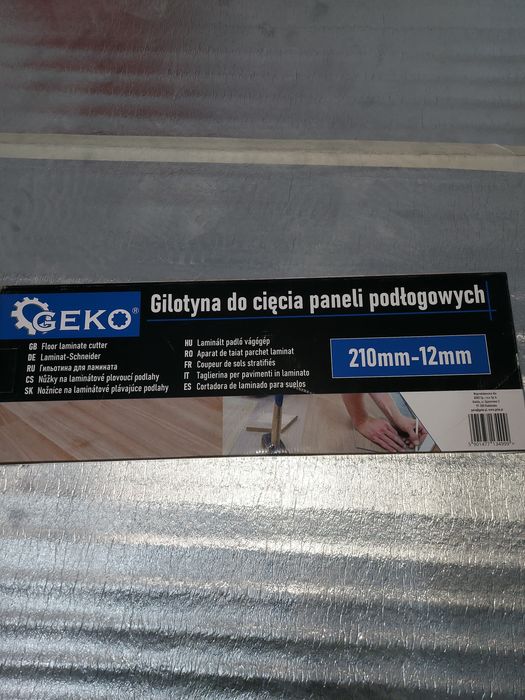 GEKO®
Gilotyna do cięcia paneli podłogowych
GB Floor laminate cutter
DE Laminat-Schneider
RU Гильотина для ламината
CS Nůžky na laminátové plovoucí podlahy
SK Nožnice na laminátové plávajúce podlahy
HU Laminált padló vágógép
RO Aparat de taiat parchet laminat
FR Coupeur de sols stratifiés
IT Taglierina per pavimenti in laminato
ES Cortadora de laminado para suelos
210mm-12mm